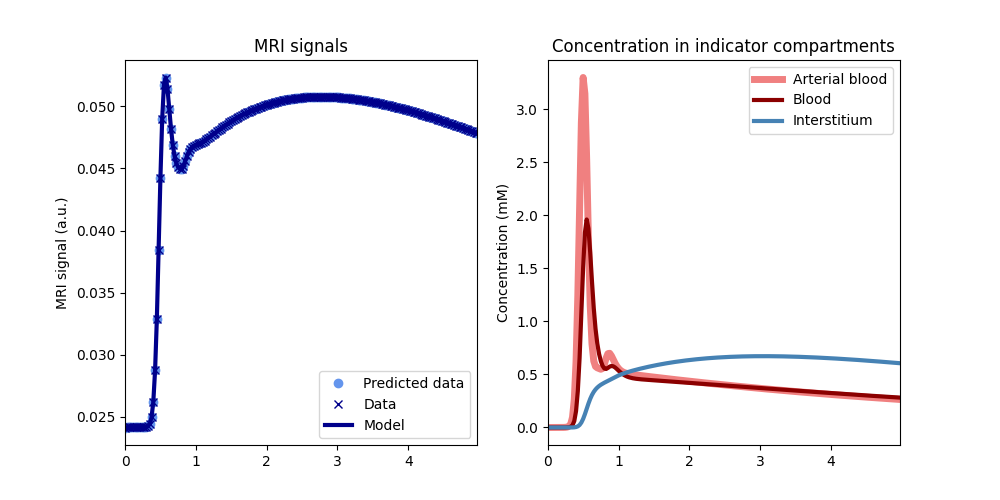 MRI signals
MRI signal (a.u.)
0.050
0.045
0.040
0.035
0.030
0.025
0 1 2 3 4
Predicted data
Data
Model
Concentration in indicator compartments
Concentration (mM)
3.0
2.5
2.0
1.5
1.0
0.5
0.0
0 1 2 3 4
Arterial blood
Blood
Interstitium